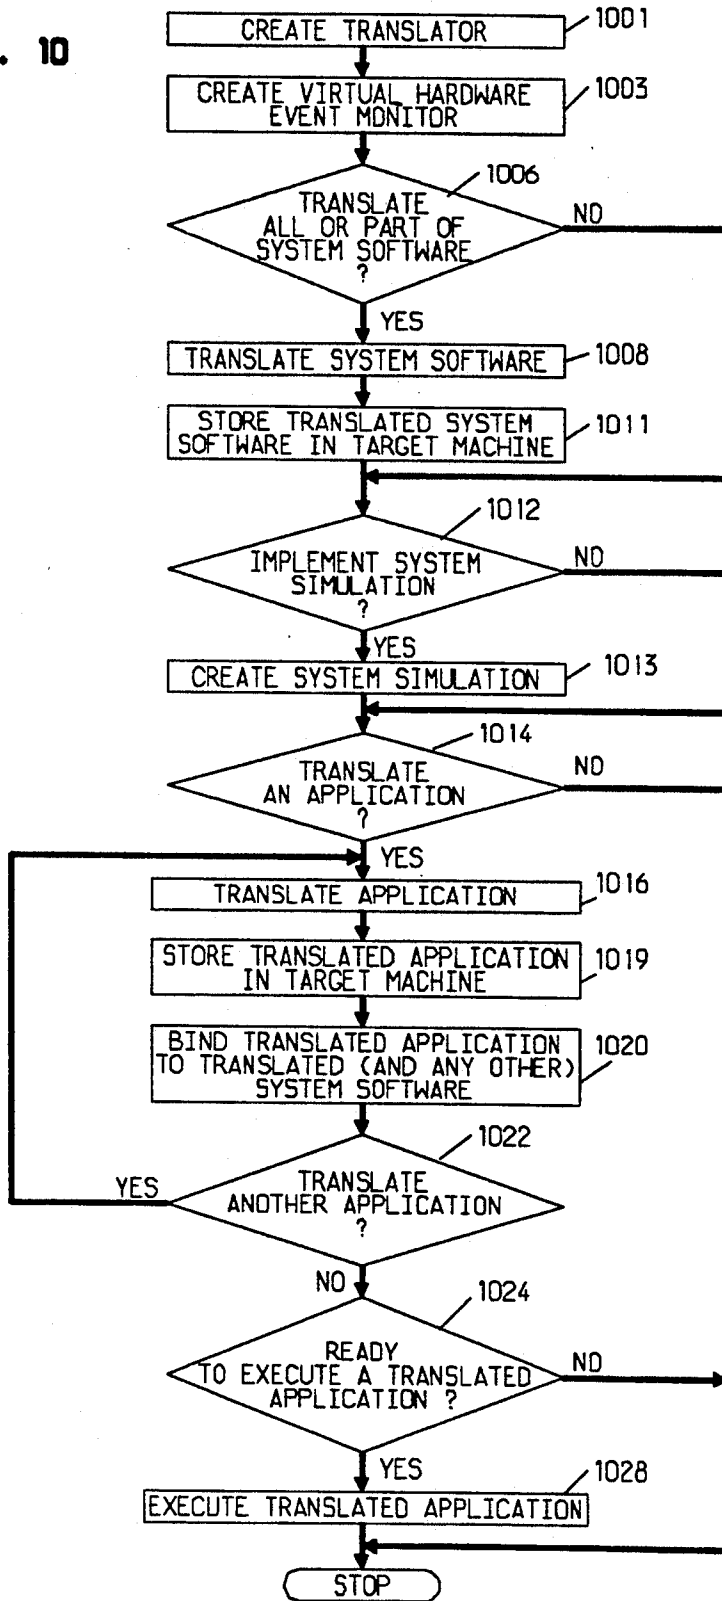 . 10
CREATE TRANSLATOR
1001
CREATE VIRTUAL HARDWARE
EVENT MONITOR
1003
1006
TRANSLATE
ALL OR PART OF
SYSTEM SOFTWARE
?
NO
YES
TRANSLATE SYSTEM SOFTWARE
1008
STORE TRANSLATED SYSTEM
SOFTWARE IN TARGET MACHINE
1011
1012
IMPLEMENT SYSTEM
SIMULATION
?
NO
YES
CREATE SYSTEM SIMULATION
1013
1014
TRANSLATE
AN APPLICATION
?
NO
YES
TRANSLATE APPLICATION
1016
STORE TRANSLATED APPLICATION
IN TARGET MACHINE
1019
BIND TRANSLATED APPLICATION
TO TRANSLATED (AND ANY OTHER)
SYSTEM SOFTWARE
1020
1022
TRANSLATE
ANOTHER APPLICATION
?
YES
NO
1024
READY
TO EXECUTE A TRANSLATED
APPLICATION ?
NO
YES
1028
EXECUTE TRANSLATED APPLICATION
STOP